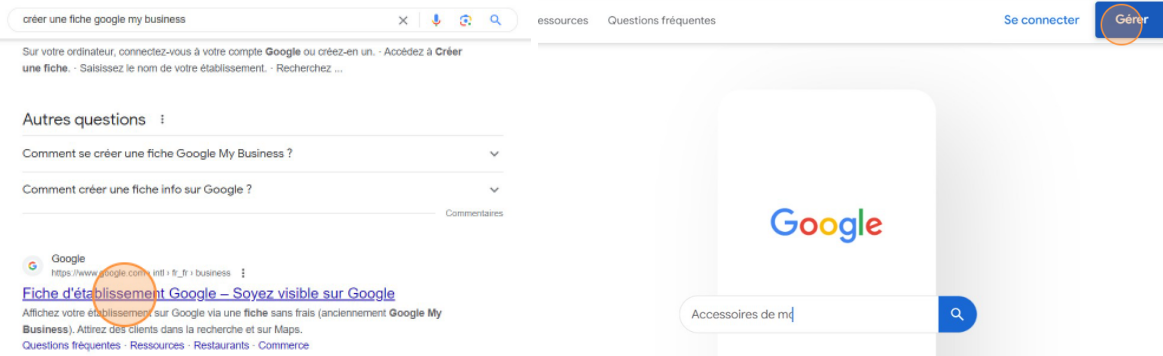 créer une fiche google my business
Sur votre ordinateur, connectez-vous à votre compte Google ou créez-en un. · Accédez à Créer
une fiche. · Saisissez le nom de votre établissement. · Recherchez ...
Autres questions
Comment se créer une fiche Google My Business ?
Comment créer une fiche info sur Google ?
Commentaires
Google
https://www.google.com › intl › fr_fr › business
Fiche d'établissement Google – Soyez visible sur Google
Affichez votre établissement sur Google via une fiche sans frais (anciennement Google My
Business). Attirez des clients dans la recherche et sur Maps.
Questions fréquentes · Ressources · Restaurants · Commerce
essources Questions fréquentes Se connecter Gérer
Google
Accessoires de mo